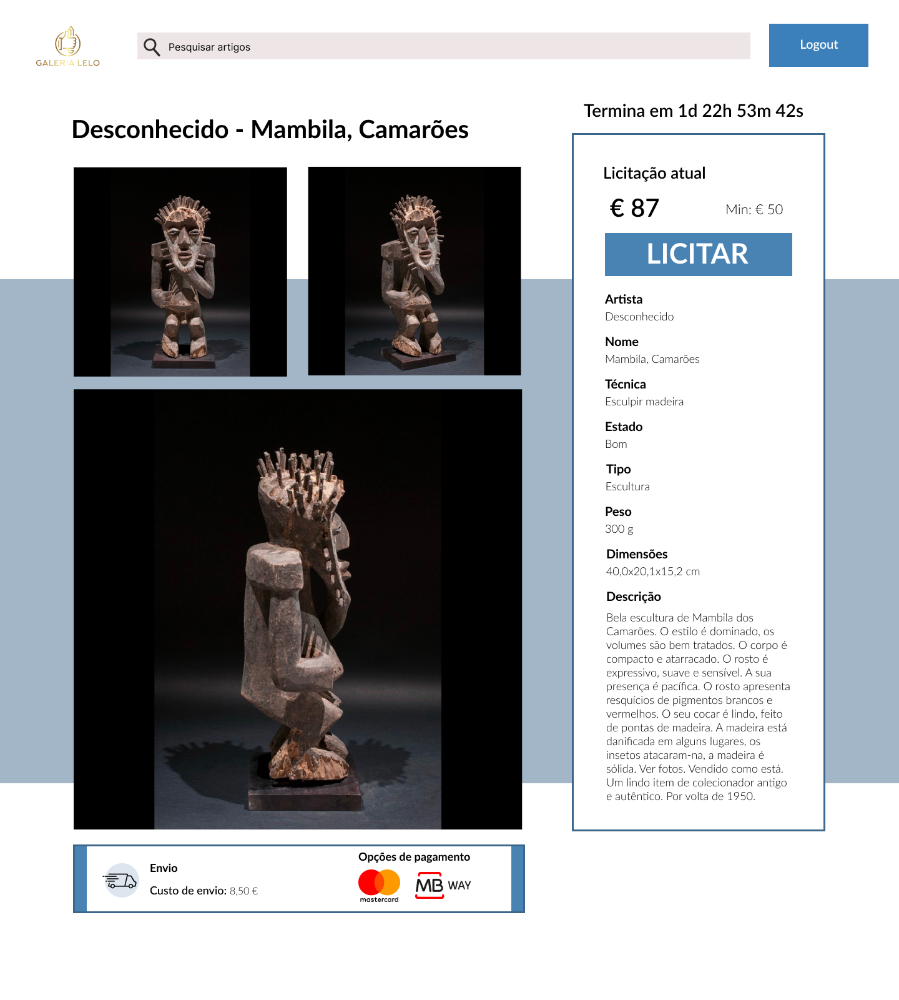 GALERIA LELO
Pesquisar artigos
Logout
Desconhecido - Mambila, Camarões
Termina em 1d 22h 53m 42s
Licitação atual
€ 87
Min: € 50
LICITAR
Artista
Desconhecido
Nome
Mambila, Camarões
Técnica
Esculpir madeira
Estado
Bom
Tipo
Escultura
Peso
300 g
Dimensões
40,0x20,1x15,2 cm
Descrição
Bela escultura de Mambila dos
Camarões. O estilo é dominado, os
volumes são bem tratados. O corpo é
compacto e atarracado. O rosto é
expressivo, suave e sensível. A sua
presença é pacífica. O rosto apresenta
resquícios de pigmentos brancos e
vermelhos. O seu cocar é lindo, feito
de pontas de madeira. A madeira está
danificada em alguns lugares, os
insetos atacaram-na, a madeira é
sólida. Ver fotos. Vendido como está.
Um lindo item de colecionador antigo
e autêntico. Por volta de 1950.
Envio
Custo de envio: 8,50 €
Opções de pagamento
mastercard
MB WAY